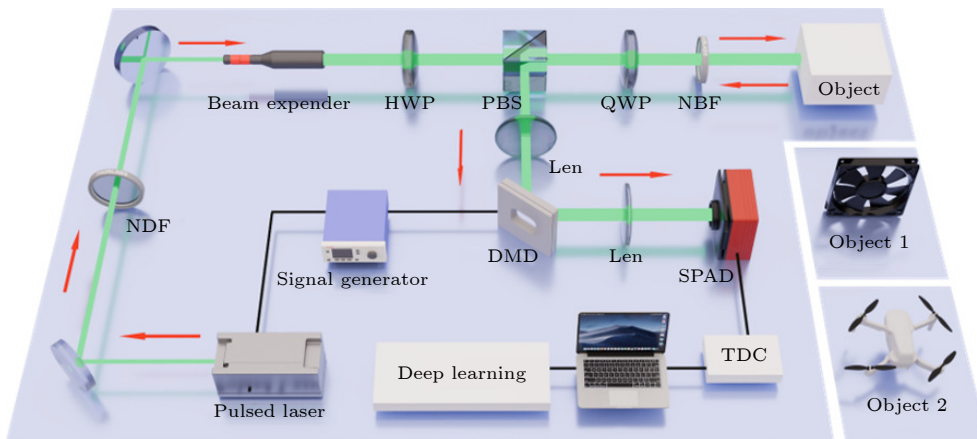 Beam expender
HWP
PBS
QWP
NBF
Object
Len
NDF
Signal generator
DMD
Len
SPAD
Object 1
Pulsed laser
Deep learning
TDC
Object 2